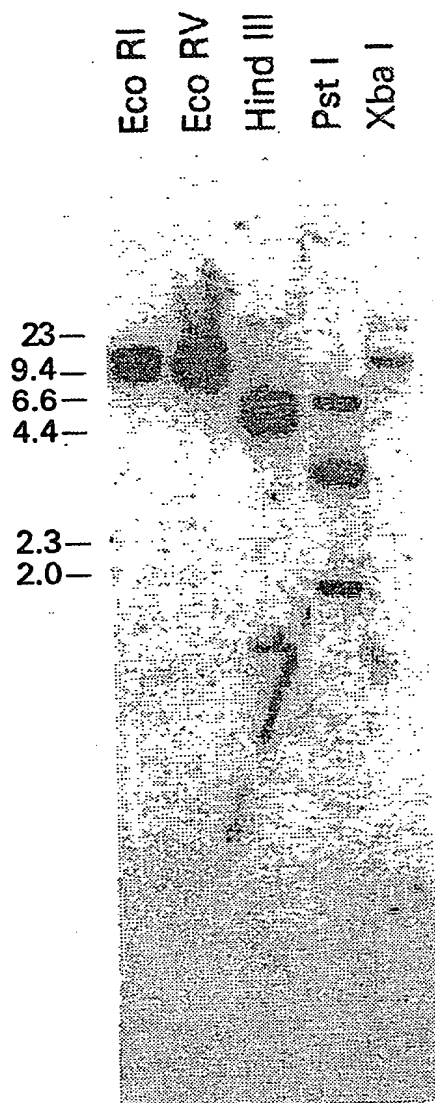 Eco RI
Eco RV
Hind III
Pst I
Xba I
23
9.4
6.6
4.4
2.3
2.0